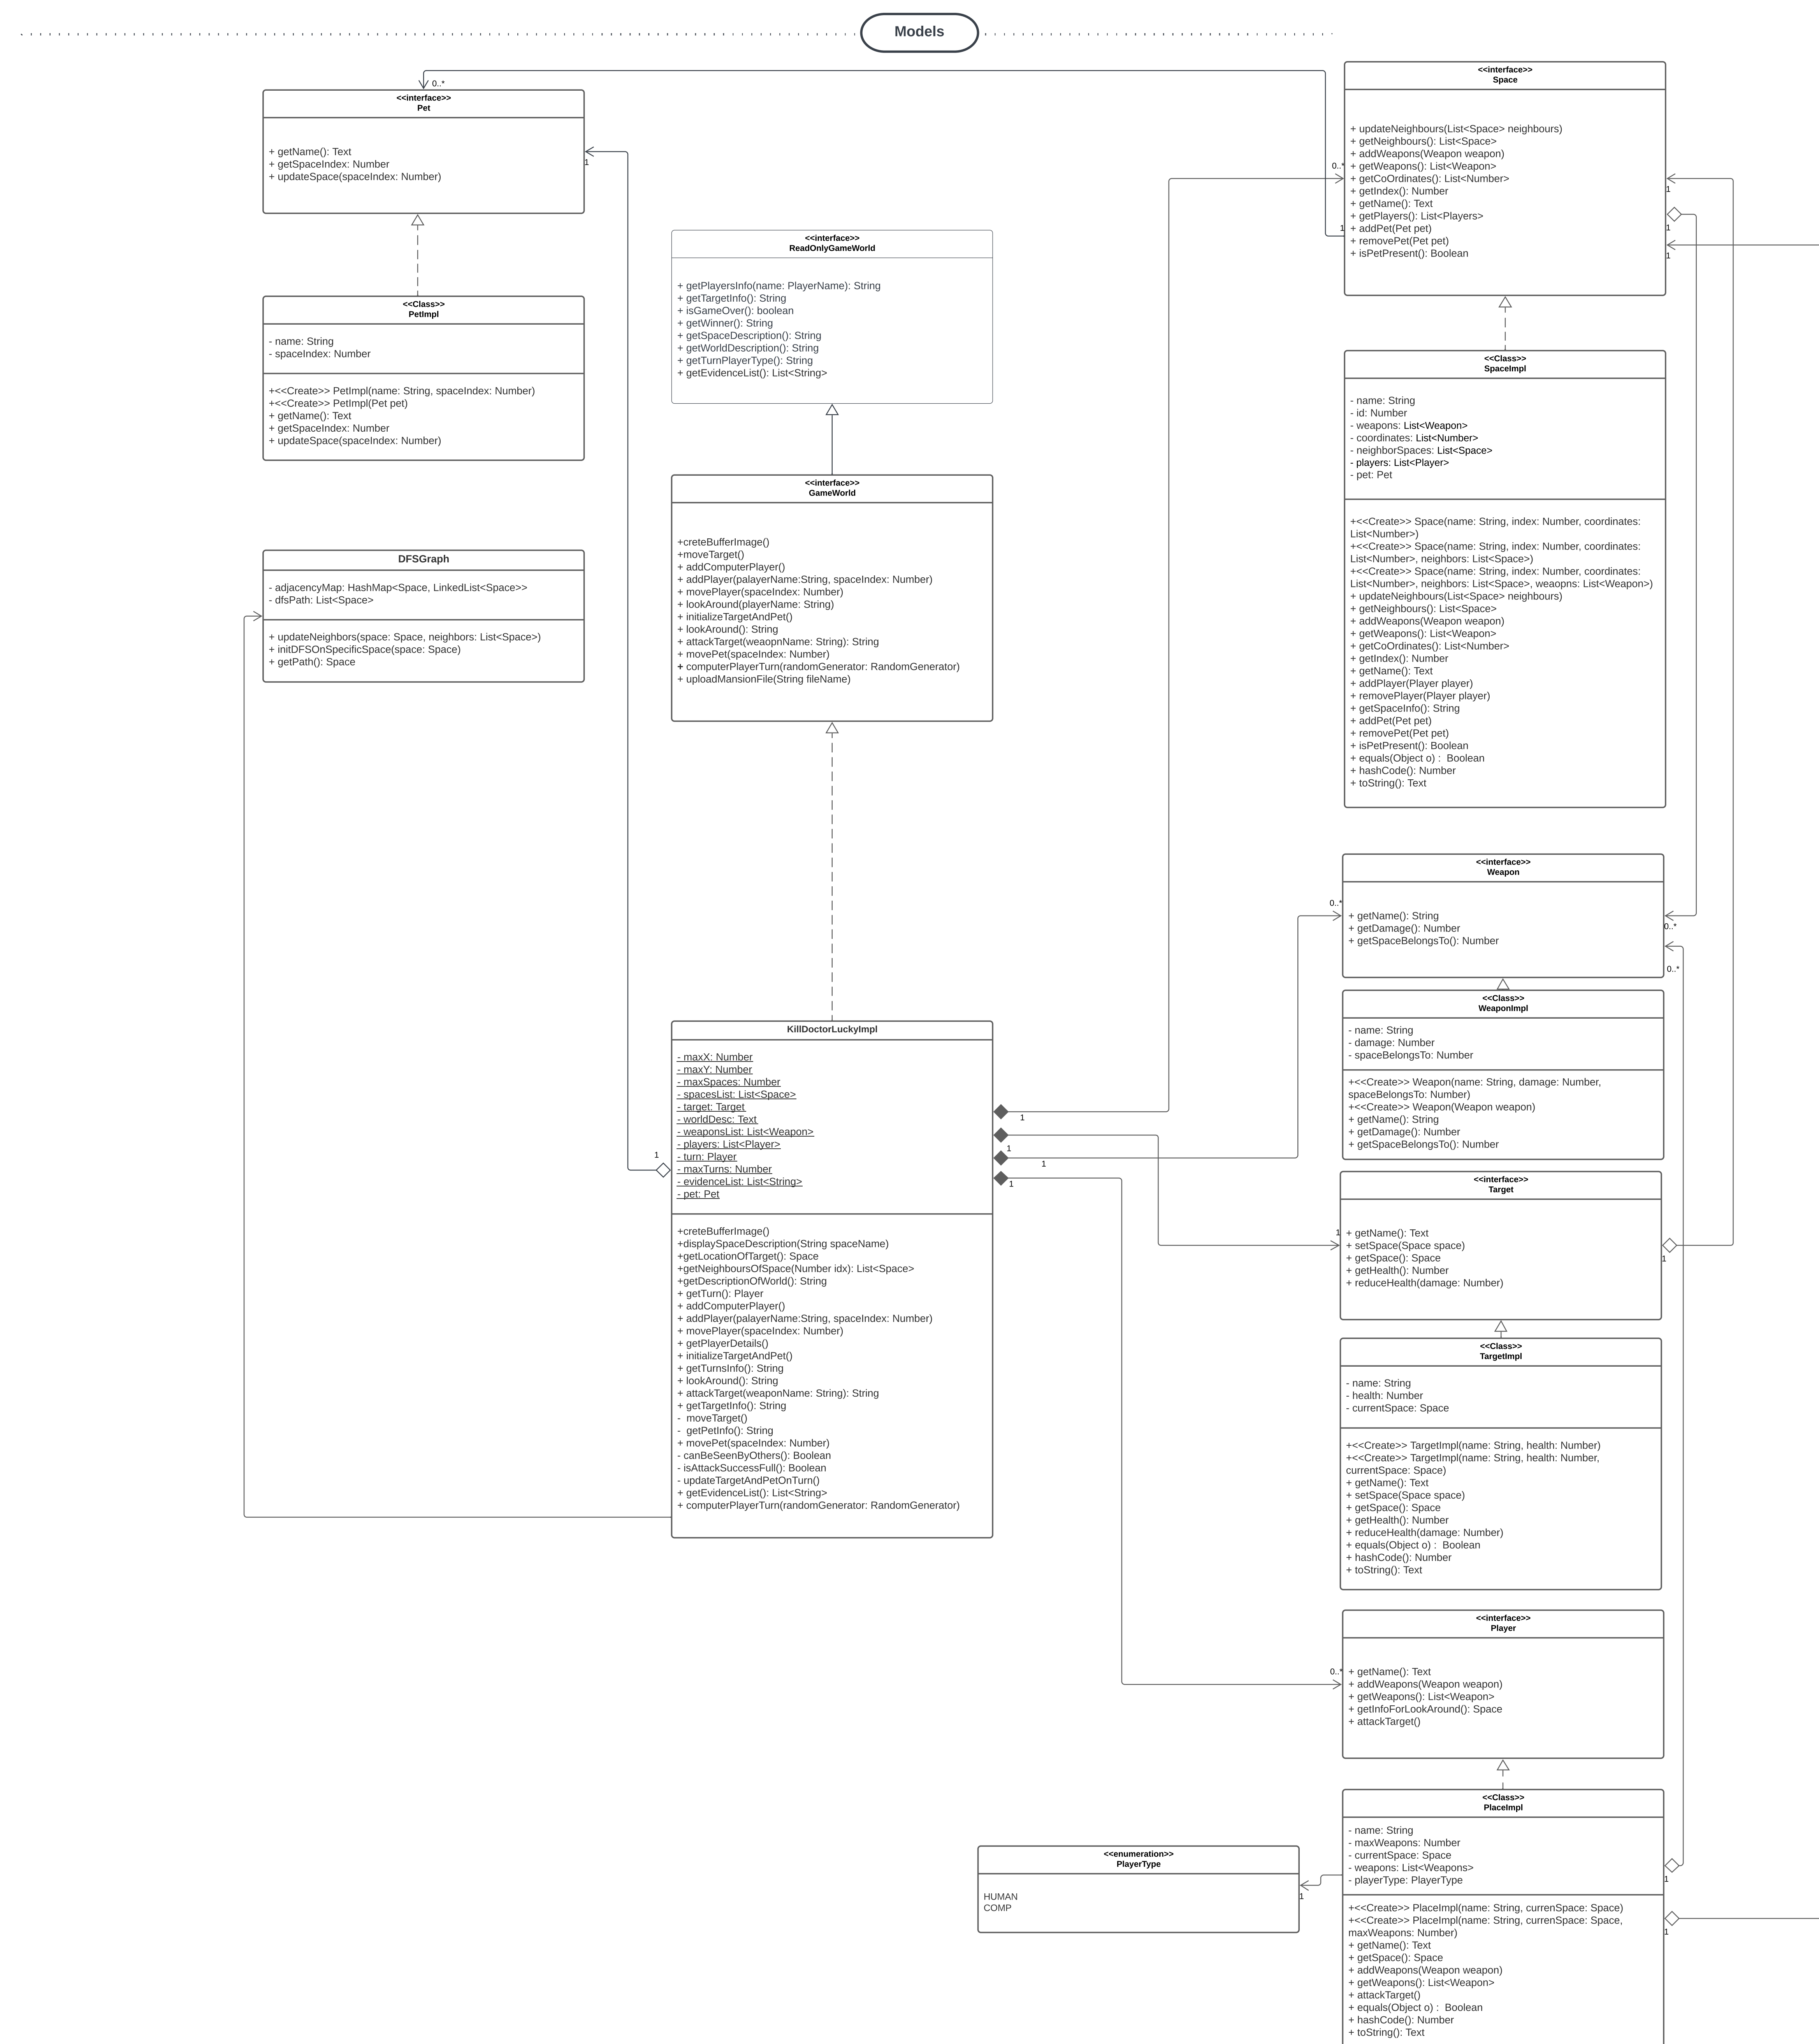 Models
<<interface>>
Pet
+ getName(): Text
+ getSpaceIndex: Number
+ updateSpace(spaceIndex: Number)
0..*
1
<<Class>>
PetImpl
- name: String
- spaceIndex: Number
+<<Create>> PetImpl(name: String, spaceIndex: Number)
+<<Create>> PetImpl(Pet pet)
+ getName(): Text
+ getSpaceIndex: Number
+ updateSpace(spaceIndex: Number)
DFSGraph
- adjacencyMap: HashMap<Space, LinkedList<Space>>
- dfsPath: List<Space>
+ updateNeighbors(space: Space, neighbors: List<Space>)
+ initDFSOnSpecificSpace(space: Space)
+ getPath(): Space
<<interface>>
ReadOnlyGameWorld
+ getPlayersInfo(name: PlayerName): String
+ getTargetInfo(): String
+ isGameOver(): boolean
+ getWinner(): String
+ getSpaceDescription(): String
+ getWorldDescription(): String
+ getTurnPlayerType(): String
+ getEvidenceList(): List<String>
<<interface>>
GameWorld
+creteBufferImage()
+moveTarget()
+ addComputerPlayer()
+ addPlayer(palayerName:String, spaceIndex: Number)
+ movePlayer(spaceIndex: Number)
+ lookAround(playerName: String)
+ initializeTargetAndPet()
+ lookAround(): String
+ attackTarget(weaopnName: String): String
+ movePet(spaceIndex: Number)
+ computerPlayerTurn(randomGenerator: RandomGenerator)
+ uploadMansionFile(String fileName)
KillDoctorLuckyImpl
- maxX: Number
- maxY: Number
- maxSpaces: Number
- spacesList: List<Space>
- target: Target
- worldDesc: Text
- weaponsList: List<Weapon>
- players: List<Player>
- turn: Player
- maxTurns: Number
- evidenceList: List<String>
- pet: Pet
+creteBufferImage()
+displaySpaceDescription(String spaceName)
+getLocationOfTarget(): Space
+getNeighboursOfSpace(Number idx): List<Space>
+getDescriptionOfWorld(): String
+ getTurn(): Player
+ addComputerPlayer()
+ addPlayer(palayerName:String, spaceIndex: Number)
+ movePlayer(spaceIndex: Number)
+ getPlayerDetails()
+ initializeTargetAndPet()
+ getTurnsInfo(): String
+ lookAround(): String
+ attackTarget(weaponName: String): String
+ getTargetInfo(): String
-  moveTarget()
-  getPetInfo(): String
+ movePet(spaceIndex: Number)
- canBeSeenByOthers(): Boolean
- isAttackSuccessFull(): Boolean
- updateTargetAndPetOnTurn()
+ getEvidenceList(): List<String>
+ computerPlayerTurn(randomGenerator: RandomGenerator)
1
1
1
1
1
<<interface>>
Space
+ updateNeighbours(List<Space> neighbours)
+ getNeighbours(): List<Space>
+ addWeapons(Weapon weapon)
+ getWeapons(): List<Weapon>
+ getCoOrdinates(): List<Number>
+ getIndex(): Number
+ getName(): Text
+ getPlayers(): List<Players>
+ addPet(Pet pet)
+ removePet(Pet pet)
+ isPetPresent(): Boolean
0..*
1
1
1
1
<<Class>>
SpaceImpl
- name: String
- id: Number
- weapons: List<Weapon>
- coordinates: List<Number>
- neighborSpaces: List<Space>
- players: List<Player>
- pet: Pet
+<<Create>> Space(name: String, index: Number, coordinates:
List<Number>)
+<<Create>> Space(name: String, index: Number, coordinates:
List<Number>, neighbors: List<Space>)
+<<Create>> Space(name: String, index: Number, coordinates:
List<Number>, neighbors: List<Space>, weaopns: List<Weapon>)
+ updateNeighbours(List<Space> neighbours)
+ getNeighbours(): List<Space>
+ addWeapons(Weapon weapon)
+ getWeapons(): List<Weapon>
+ getCoOrdinates(): List<Number>
+ getIndex(): Number
+ getName(): Text
+ addPlayer(Player player)
+ removePlayer(Player player)
+ getSpaceInfo(): String
+ addPet(Pet pet)
+ removePet(Pet pet)
+ isPetPresent(): Boolean
+ equals(Object o) :  Boolean
+ hashCode(): Number
+ toString(): Text
<<interface>>
Weapon
+ getName(): String
+ getDamage(): Number
+ getSpaceBelongsTo(): Number
0..*
0..*
0..*
<<Class>>
WeaponImpl
- name: String
- damage: Number
- spaceBelongsTo: Number
+<<Create>> Weapon(name: String, damage: Number,
spaceBelongsTo: Number)
+<<Create>> Weapon(Weapon weapon)
+ getName(): String
+ getDamage(): Number
+ getSpaceBelongsTo(): Number
<<interface>>
Target
+ getName(): Text
+ setSpace(Space space)
+ getSpace(): Space
+ getHealth(): Number
+ reduceHealth(damage: Number)
1
1
<<Class>>
TargetImpl
- name: String
- health: Number
- currentSpace: Space
+<<Create>> TargetImpl(name: String, health: Number)
+<<Create>> TargetImpl(name: String, health: Number,
currentSpace: Space)
+ getName(): Text
+ setSpace(Space space)
+ getSpace(): Space
+ getHealth(): Number
+ reduceHealth(damage: Number)
+ equals(Object o) :  Boolean
+ hashCode(): Number
+ toString(): Text
<<interface>>
Player
+ getName(): Text
+ addWeapons(Weapon weapon)
+ getWeapons(): List<Weapon>
+ getInfoForLookAround(): Space
+ attackTarget()
0..*
<<Class>>
PlaceImpl
- name: String
- maxWeapons: Number
- currentSpace: Space
- weapons: List<Weapons>
- playerType: PlayerType
+<<Create>> PlaceImpl(name: String, currenSpace: Space)
+<<Create>> PlaceImpl(name: String, currenSpace: Space,
maxWeapons: Number)
+ getName(): Text
+ getSpace(): Space
+ addWeapons(Weapon weapon)
+ getWeapons(): List<Weapon>
+ attackTarget()
+ equals(Object o) :  Boolean
+ hashCode(): Number
+ toString(): Text
1
1
<<enumeration>>
PlayerType
HUMAN
COMP
1